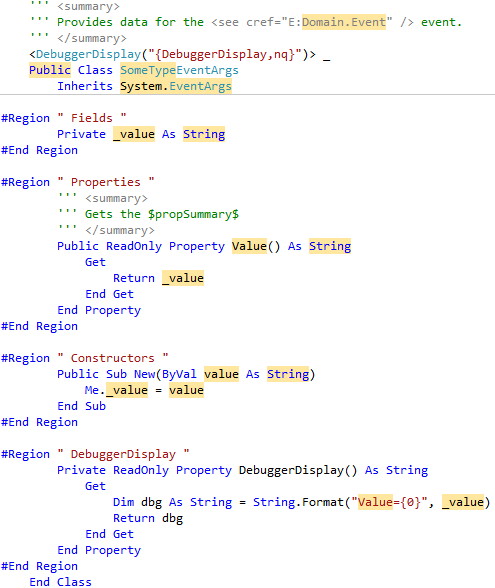 ''' <summary>
''' Provides data for the <see cref="E:Domain.Event" /> event.
''' </summary>
<DebuggerDisplay("{DebuggerDisplay,nq}")> _
Public Class SomeTypeEventArgs
Inherits System.EventArgs
#Region " Fields "
Private _value As String
#End Region
#Region " Properties "
''' <summary>
''' Gets the $propSummary$
''' </summary>
Public ReadOnly Property Value() As String
Get
Return _value
End Get
End Property
#End Region
#Region " Constructors "
Public Sub New(ByVal value As String)
Me._value = value
End Sub
#End Region
#Region " DebuggerDisplay "
Private ReadOnly Property DebuggerDisplay() As String
Get
Dim dbg As String = String.Format("Value={0}", _value)
Return dbg
End Get
End Property
#End Region
End Class